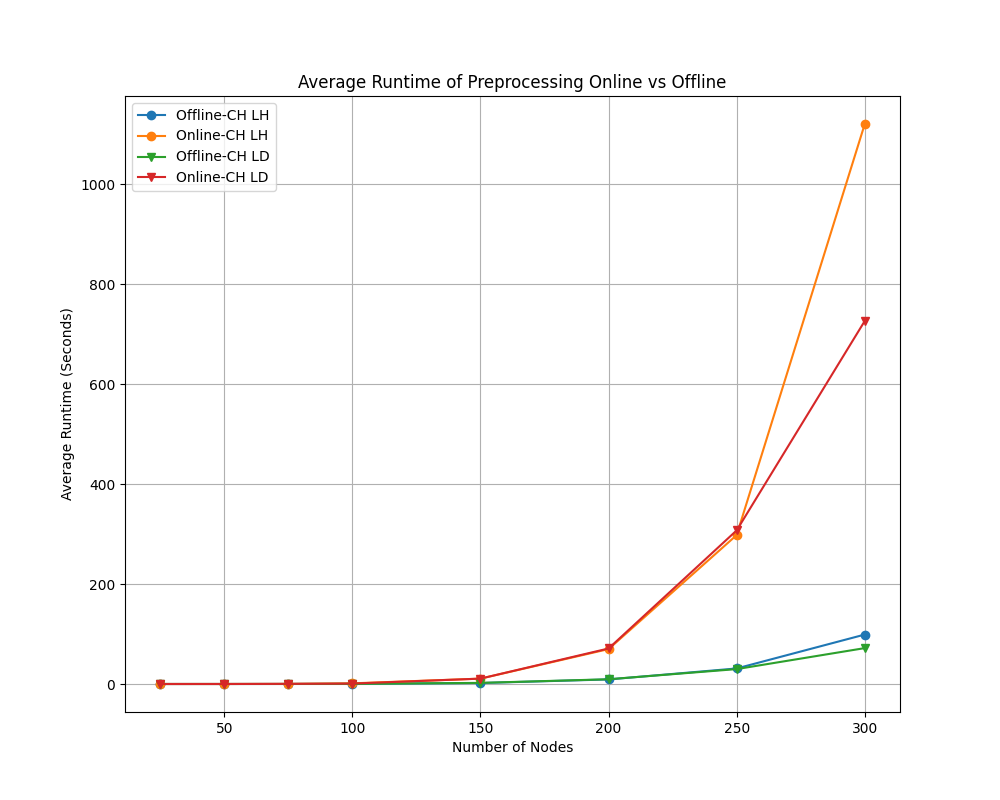 Average Runtime of Preprocessing Online vs Offline
Offline-CH LH
Online-CH LH
Offline-CH LD
Online-CH LD
Average Runtime (Seconds)
1000
800
600
400
200
0
50 100 150 200 250 300
Number of Nodes